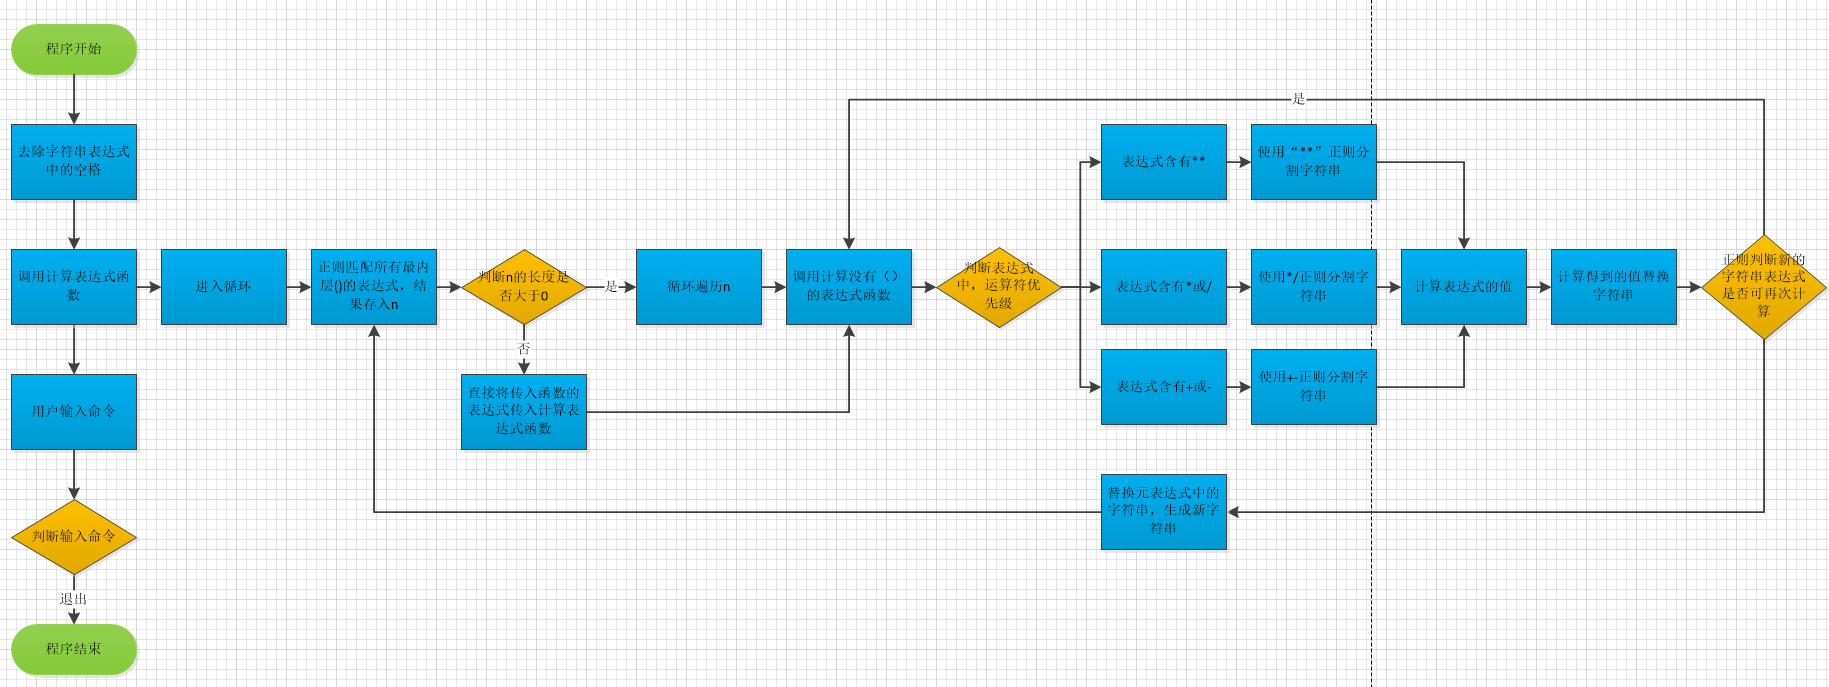 程序开始
去除字符串表达式
中的空格
调用计算表达式函
数
用户输入命令
判断输入命令
退出
程序结束
进入循环
正则匹配所有最内
层()的表达式，结
果存入n
判断n的长度是
否大于0
是
否
直接将传入函数的
表达式传入计算表
达式函数
循环遍历n
调用计算没有（）
的表达式函数
判断表达式
中，运算符优
先级
表达式含有**
使用“**”正则分
割字符串
表达式含有*或/
使用*/正则分割字
符串
表达式含有+或-
使用+-正则分割字
符串
计算表达式的值
计算得到的值替换
字符串
正则判断新的
字符串表达式
是否可再次计
算
是
替换元表达式中的
字符串，生成新字
符串